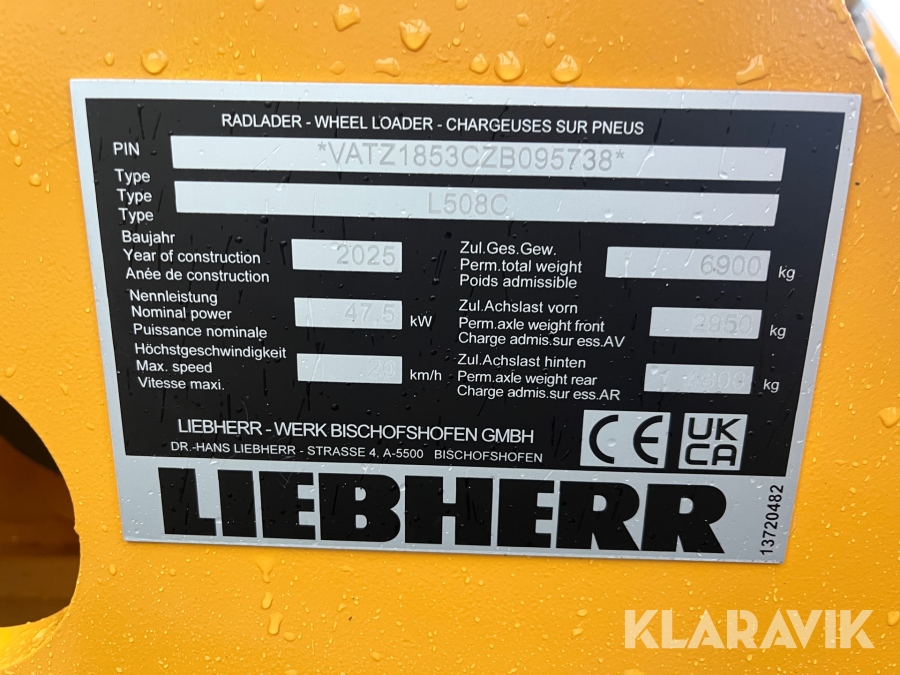 RADLADER - WHEEL LOADER - CHARGEUSES SUR PNEUS
PIN *VATZ1853CZB095738*
Type
Type L508C
Type
Baujahr
Year of construction 2025
Anée de construction
Nennleistung
Nominal power 47,5 kW
Puissance nominale
Höchstgeschwindigkeit
Max. speed 20 km/h
Vitesse maxi.
Zul.Ges.Gew.
Perm.total weight 6900 kg
Poids admissible
Zul.Achslast vorn
Perm.axle weight front 2950 kg
Charge admis.sur ess.AV
Zul.Achslast hinten
Perm.axle weight rear kg
Charge admis.sur ess.AR
LIEBHERR - WERK BISCHOFSHOFEN GMBH
DR.-HANS LIEBHERR - STRASSE 4, A-5500 BISCHOFSHOFEN
CE
UK
CA
LIEBHERR
13720482
KLARAVIK